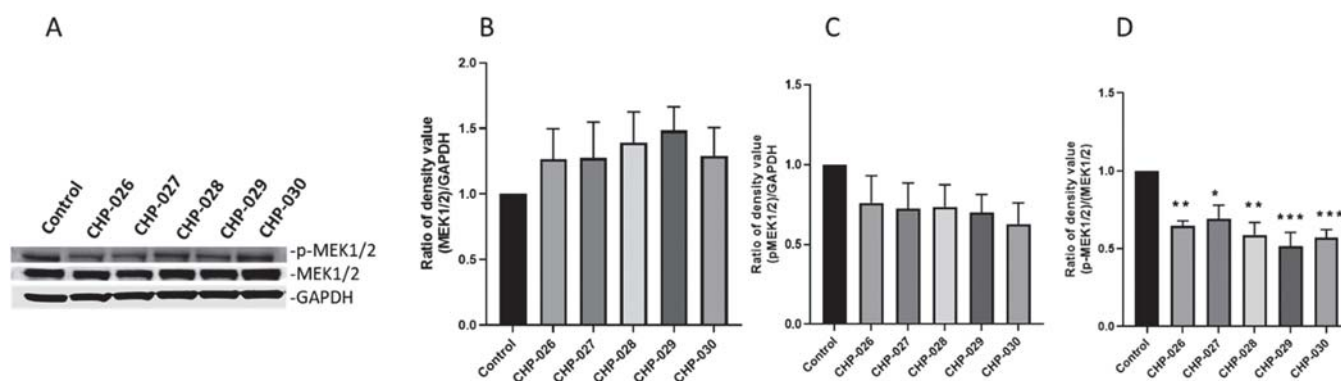 A
Control
CHP-026
CHP-027
CHP-028
CHP-029
CHP-030
-p-MEK1/2
-MEK1/2
-GAPDH
B
Ratio of density value
(MEK1/2)/GAPDH
2.0
1.5
1.0
0.5
0.0
Control
CHP-026
CHP-027
CHP-028
CHP-029
CHP-030
C
Ratio of density value
(pMEK1/2)/GAPDH
1.5
1.0
0.5
0.0
Control
CHP-026
CHP-027
CHP-028
CHP-029
CHP-030
D
Ratio of density value
(p-MEK1/2)/(MEK1/2)
1.5
1.0
0.5
0.0
** * ** *** ***
Control
CHP-026
CHP-027
CHP-028
CHP-029
CHP-030